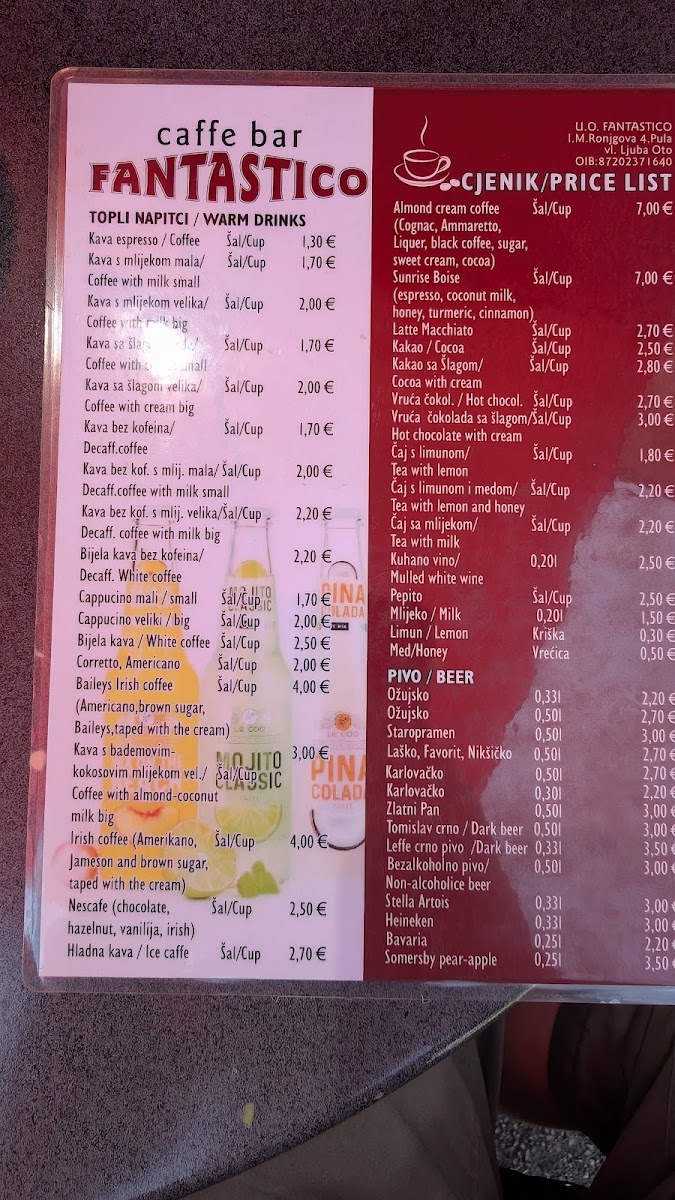 caffe bar
FANTASTICO
TOPLI NAPITCI / WARM DRINKS
Kava espresso / Coffee Šal/Cup 1,30 €
Kava s mlijekom mala/ Šal/Cup 1,70 €
Coffee with milk small
Kava s mlijekom velika/ Šal/Cup 2,00 €
Coffee with milk big
Kava sa Šal/Cup 1,70 €
Coffee with small
Kava sa šlagom velika/ Šal/Cup 2,00 €
Coffee with cream big
Kava bez kofeina/ Šal/Cup 1,70 €
Decaff.coffee
Kava bez kof. s mlij. mala/ Šal/Cup 2,00 €
Decaff.coffee with milk small
Kava bez kof. s mlij. velika/Šal/Cup 2,20 €
Decaff. coffee with milk big
Bijela kava bez kofeina/ 2,20 €
Decaff. White coffee
Cappucino mali / small Šal/Cup 1,70 €
Cappucino veliki / big Šal/Cup 2,00 €
Bijela kava / White coffee Šal/Cup 2,50 €
Corretto, Americano Šal/Cup 2,00 €
Baileys Irish coffee Šal/Cup 4,00 €
(Americano,brown sugar,
Baileys,taped with the cream)
Kava s bademovim- 3,00 €
kokosovim mlijekom vel./ Šal/Cup
Coffee with almond-coconut
milk big
Irish coffee (Amerikano, Šal/Cup 4,00 €
Jameson and brown sugar,
taped with the cream)
Nescafe (chocolate, Šal/Cup 2,50 €
hazelnut, vanilija, irish)
Hladna kava / Ice caffe Šal/Cup 2,70 €
MOJITO
CLASSIC
PINA
COLADA
LE COQ
LE COQ
MOJITO
CLASSIC
PINA
COLADA
U.O. FANTASTICO
I.M.Ronjgova 4,Pula
vl. Ljuba Oto
OIB:87202371640
CJENIK/PRICE LIST
Almond cream coffee Šal/Cup 7,00 €
(Cognac, Ammaretto,
Liquer, black coffee, sugar,
sweet cream, cocoa)
Sunrise Boise Šal/Cup 7,00 €
(espresso, coconut milk,
honey, turmeric, cinnamon)
Latte Macchiato Šal/Cup 2,70 €
Kakao / Cocoa Šal/Cup 2,50 €
Kakao sa Šlagom/ Šal/Cup 2,80 €
Cocoa with cream
Vruća čokol. / Hot chocol. Šal/Cup 2,70 €
Vruća čokolada sa šlagom/Šal/Cup 3,00 €
Hot chocolate with cream
Čaj s limunom/ Šal/Cup 1,80 €
Tea with lemon
Čaj s limunom i medom/ Šal/Cup 2,20 €
Tea with lemon and honey
Čaj sa mlijekom/ Šal/Cup 2,20 €
Tea with milk
Kuhano vino/ 0,20l 2,50 €
Mulled white wine
Pepito Šal/Cup 2,50 €
Mlijeko / Milk 0,20l 1,50 €
Limun / Lemon Kriška 0,30 €
Med/Honey Vrećica 0,50 €
PIVO / BEER
Ožujsko 0,33l 2,20 €
Ožujsko 0,50l 2,70 €
Staropramen 0,50l 3,00 €
Laško, Favorit, Nikšičko 0,50l 2,70 €
Karlovačko 0,50l 2,70 €
Karlovačko 0,30l 2,20 €
Zlatni Pan 0,50l 3,00 €
Tomislav crno / Dark beer 0,50l 3,00 €
Leffe crno pivo /Dark beer 0,33l 3,50 €
Bezalkoholno pivo/ 0,50l 3,00 €
Non-alcoholice beer
Stella Artois 0,33l 3,00 €
Heineken 0,33l 3,00 €
Bavaria 0,25l 2,20 €
Somersby pear-apple 0,25l 3,50 €